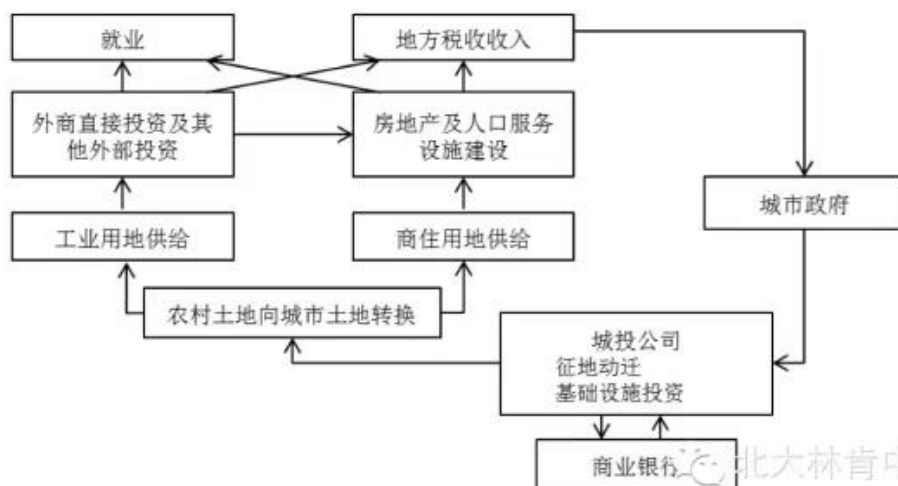 就业
地方税收收入
外商直接投资及其
他外部投资
房地产及人口服务
设施建设
城市政府
工业用地供给
商住用地供给
农村土地向城市土地转换
城投公司
征地动迁
基础设施投资
商业银行
北大林肯中